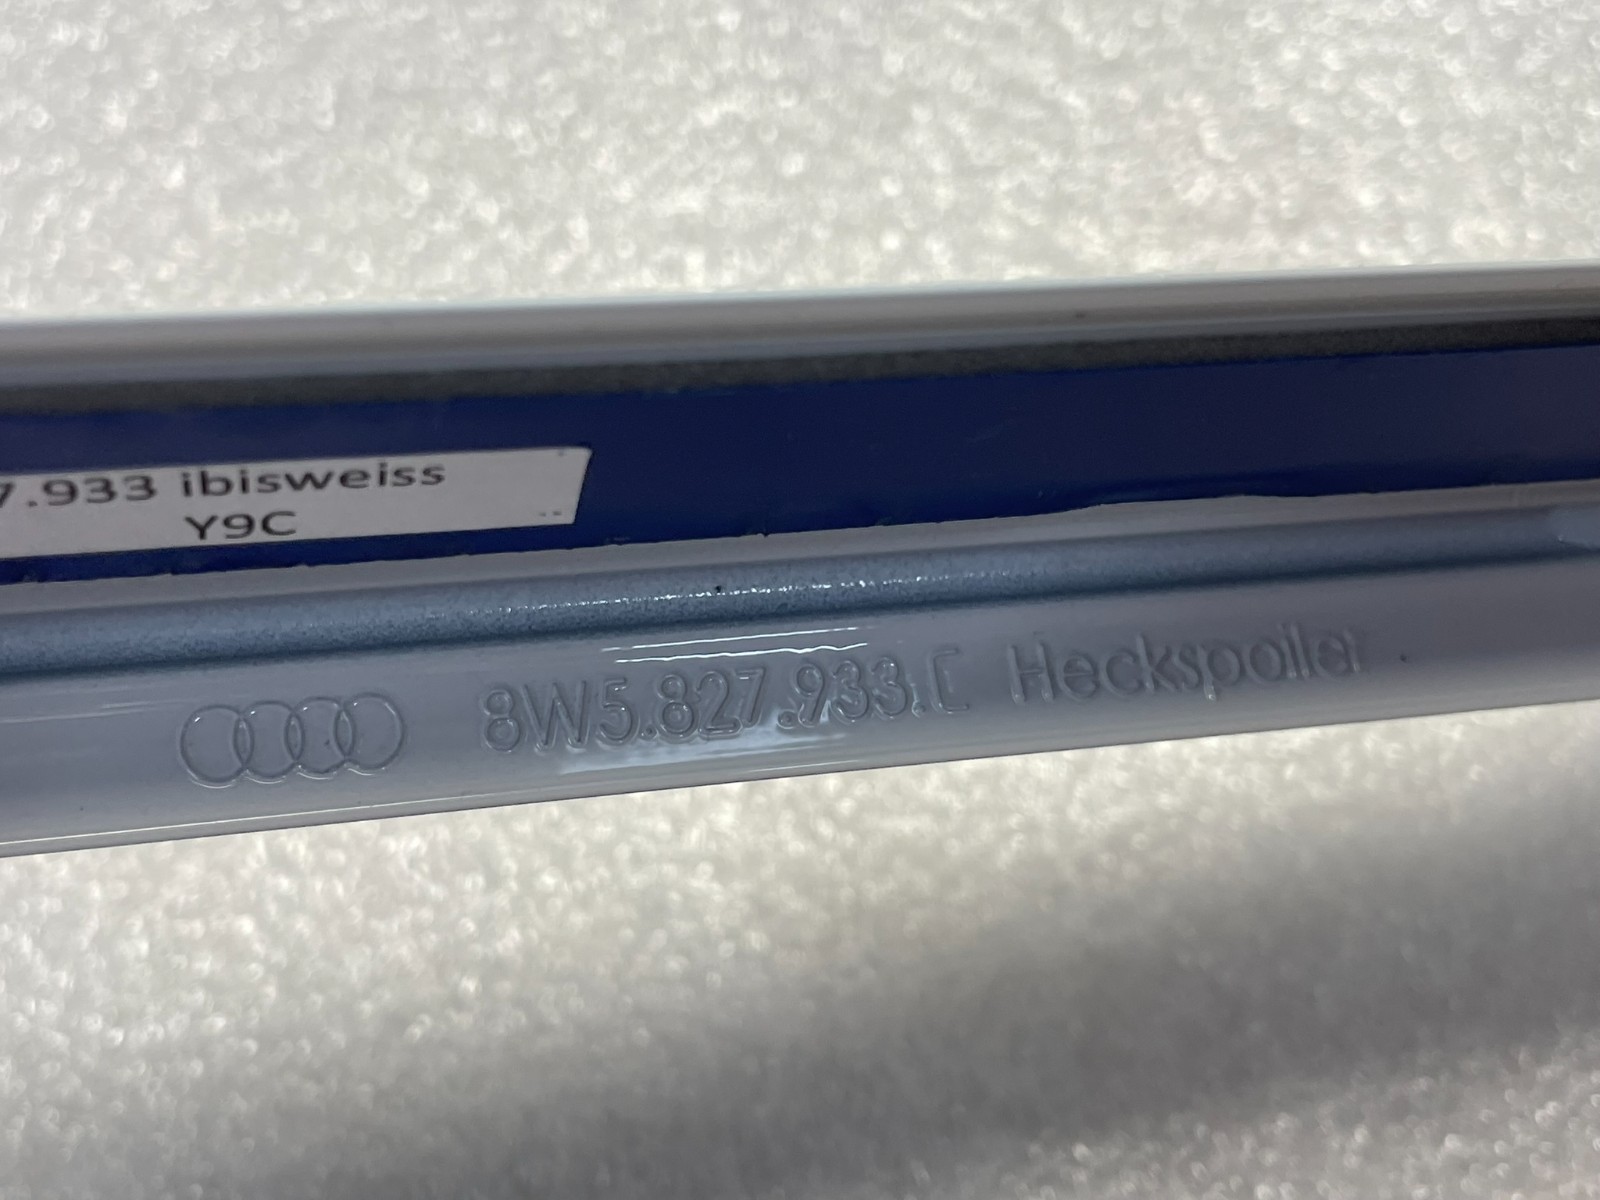 7.933 ibisweiss
Y9C
8W5.827.933.C Heckspoiler